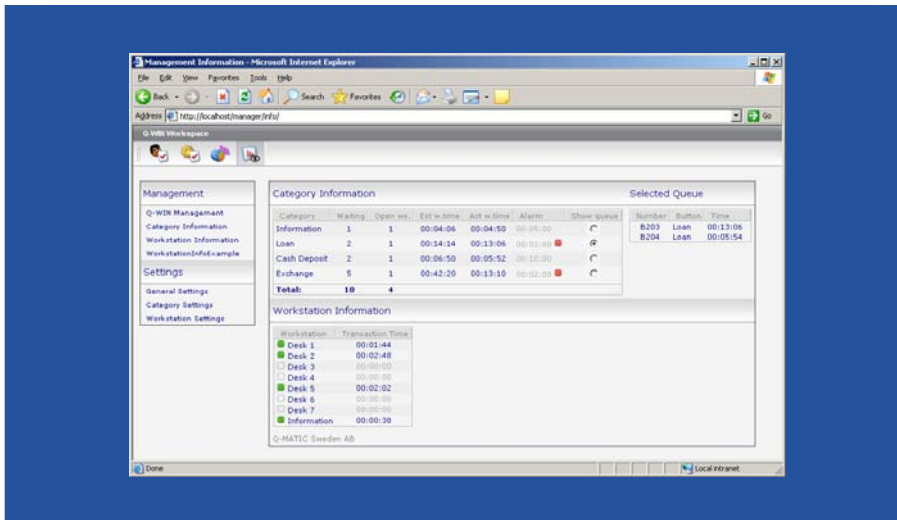 Management Information - Microsoft Internet Explorer
File Edit View Favorites Tools Help
Back Search Favorites
Address http://localhost/manager/info/ Go
Q-WIN Workspace
Management
Q-WIN Management
Category Information
Workstation Information
WorkstationInfoExample
Settings
General Settings
Category Settings
Workstation Settings
Category Information
Category Waiting Open ws. Est w.time Act w.time Alarm Show queue
Information 1 1 00:04:06 00:04:50 00:05:00
Loan 2 1 00:14:14 00:13:06 00:02:00
Cash Deposit 2 1 00:06:50 00:05:52 00:10:00
Exchange 5 1 00:42:20 00:13:10 00:02:00
Total: 10 4
Selected Queue
Number Button Time
B203 Loan 00:13:06
B204 Loan 00:05:54
Workstation Information
Workstation Transaction Time
Desk 1 00:01:44
Desk 2 00:02:48
Desk 3 00:00:00
Desk 4 00:00:00
Desk 5 00:02:02
Desk 6 00:00:00
Desk 7 00:00:00
Information 00:00:38
Q-MATIC Sweden AB
Done Local intranet